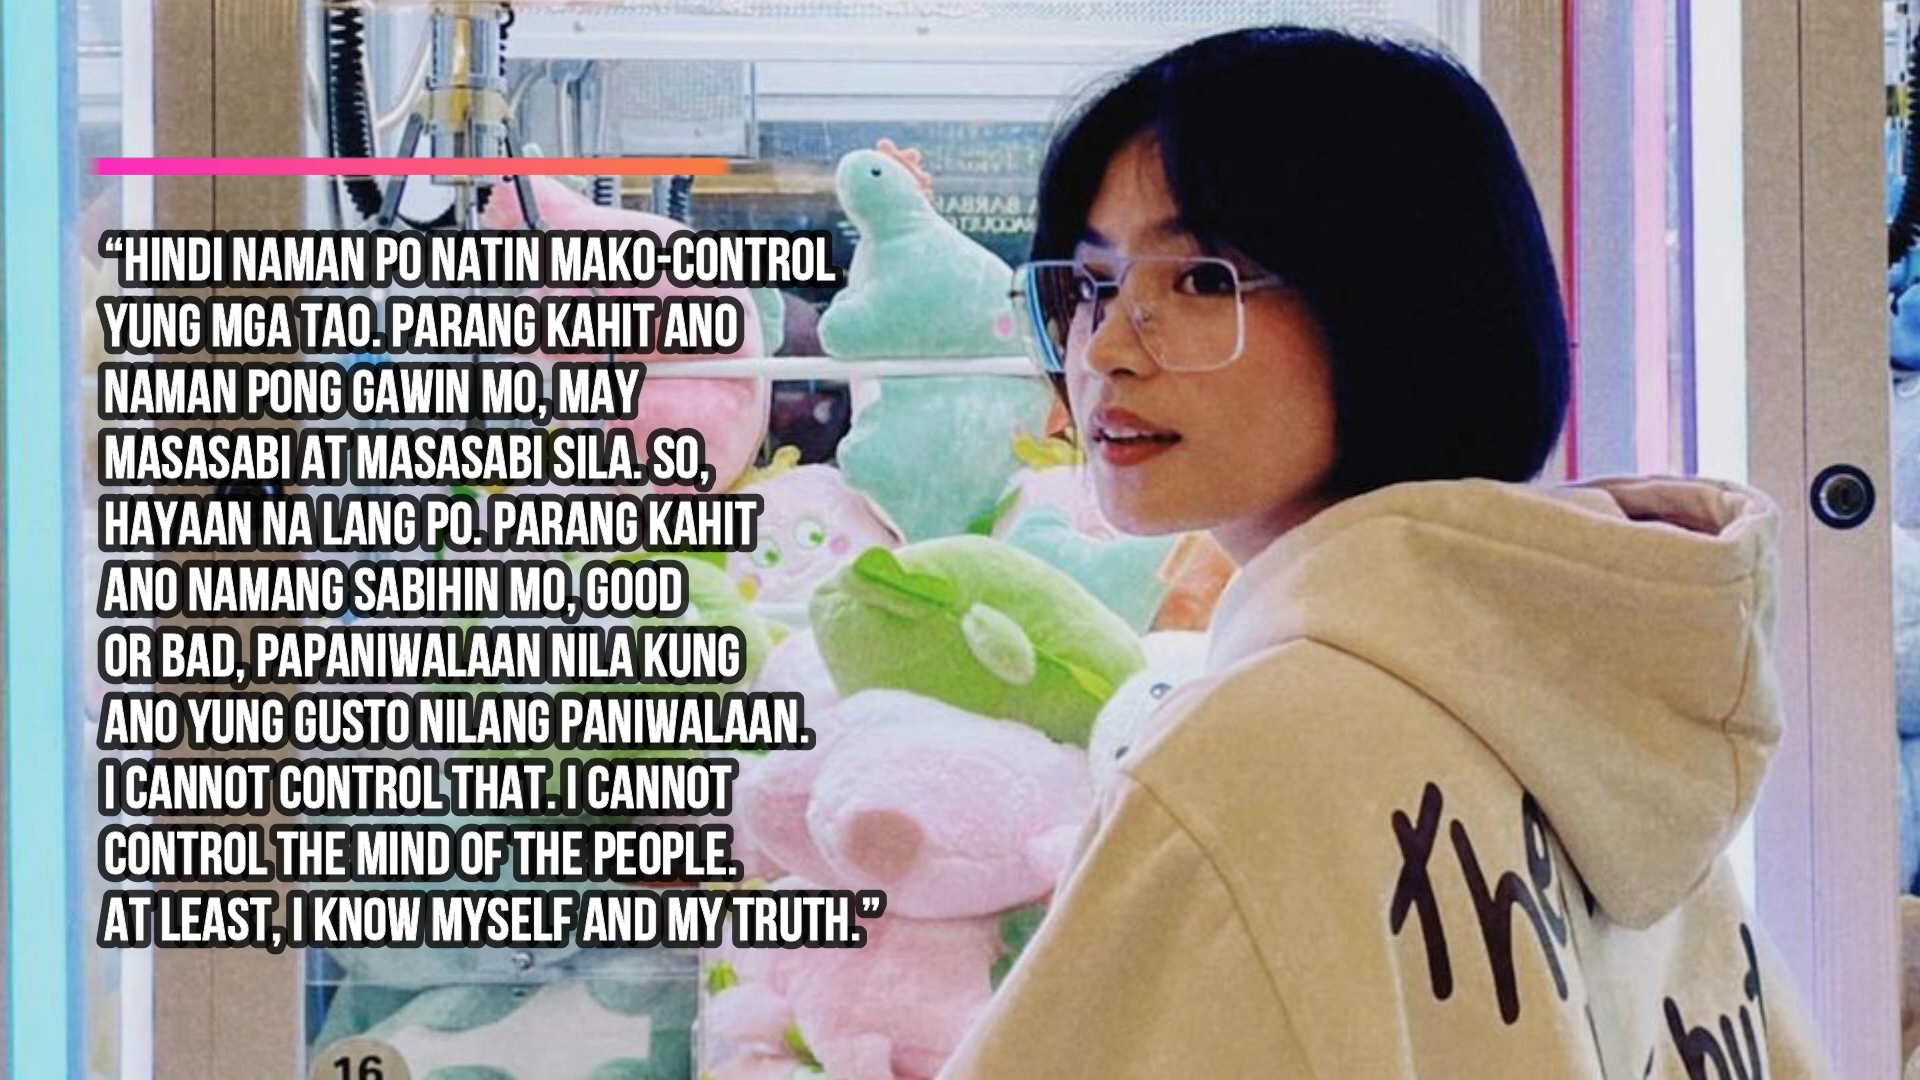 “HINDI NAMAN PO NATIN MAKO-CONTROL
YUNG MGA TAO. PARANG KAHIT ANO
NAMAN PONG GAWIN MO, MAY
MASASABI AT MASASABI SILA. SO,
HAYAAN NA LANG PO. PARANG KAHIT
ANO NAMANG SABIHIN MO, GOOD
OR BAD, PAPANIWALAAN NILA KUNG
ANO YUNG GUSTO NILANG PANIWALAAN.
I CANNOT CONTROL THAT. I CANNOT
CONTROL THE MIND OF THE PEOPLE.
AT LEAST, I KNOW MYSELF AND MY TRUTH.”
16